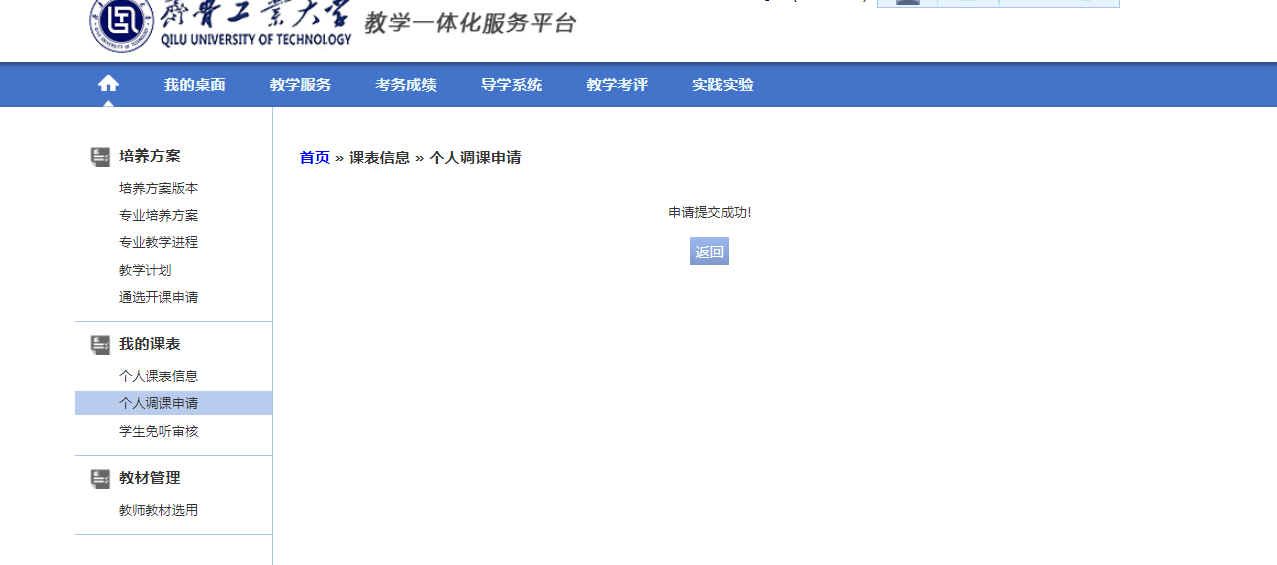 齊魯工業大学
QILU UNIVERSITY OF TECHNOLOGY
教学一体化服务平台
我的桌面 教学服务 考务成绩 导学系统 教学考评 实践实验
培养方案
培养方案版本
专业培养方案
专业教学进程
教学计划
通选开课申请
我的课表
个人课表信息
个人调课申请
学生免听审核
教材管理
教师教材选用
首页 » 课表信息 » 个人调课申请
申请提交成功!
返回